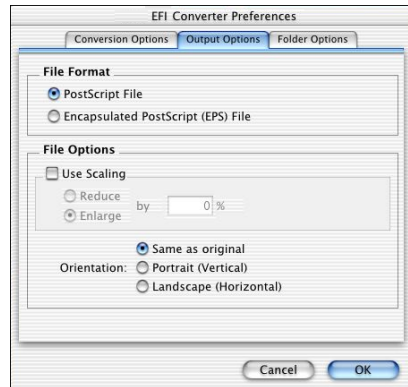 EFI Converter Preferences
Conversion Options Output Options Folder Options
File Format
PostScript File
Encapsulated PostScript (EPS) File
File Options
Use Scaling
Reduce
by 0 %
Enlarge
Same as original
Orientation: Portrait (Vertical)
Landscape (Horizontal)
Cancel OK